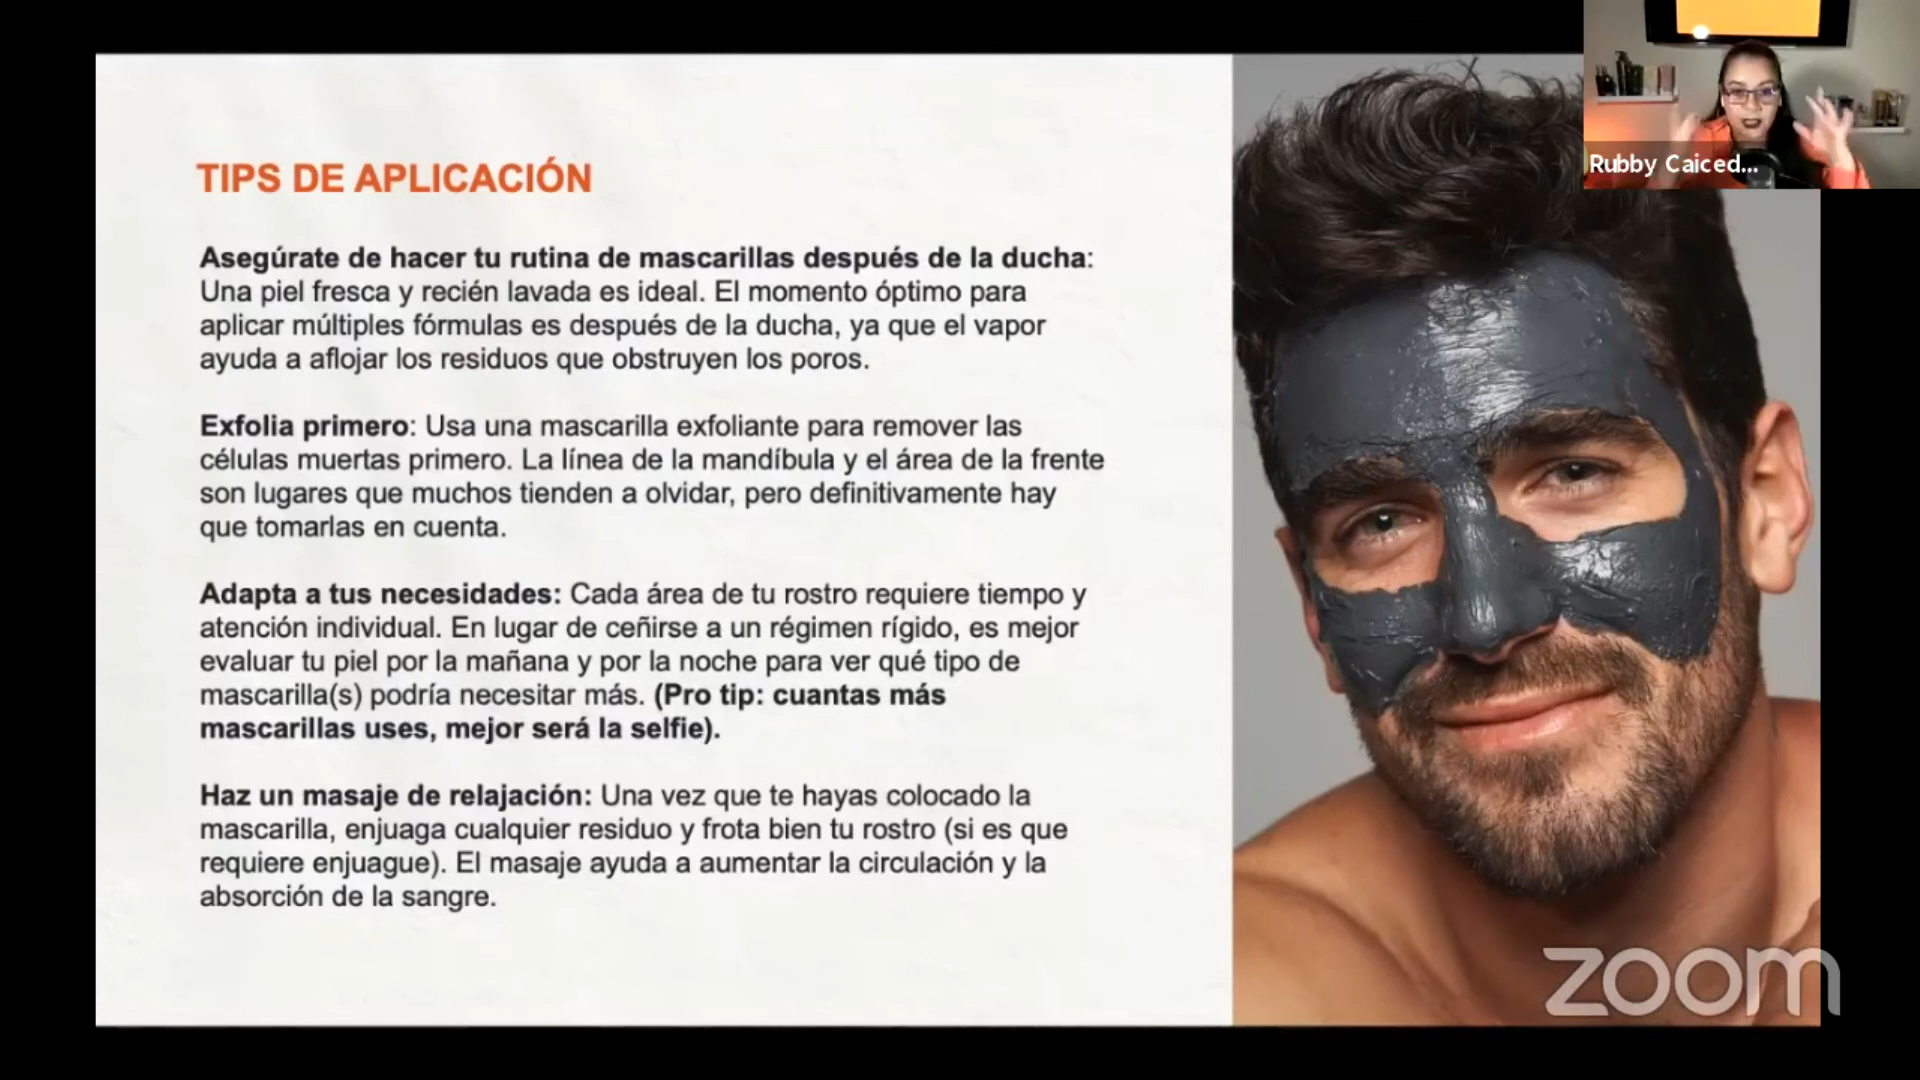 TIPS DE APLICACIÓN
Asegúrate de hacer tu rutina de mascarillas después de la ducha:
Una piel fresca y recién lavada es ideal. El momento óptimo para
aplicar múltiples fórmulas es después de la ducha, ya que el vapor
ayuda a aflojar los residuos que obstruyen los poros.
Exfolia primero: Usa una mascarilla exfoliante para remover las
células muertas primero. La línea de la mandíbula y el área de la frente
son lugares que muchos tienden a olvidar, pero definitivamente hay
que tomarlas en cuenta.
Adapta a tus necesidades: Cada área de tu rostro requiere tiempo y
atención individual. En lugar de ceñirse a un régimen rígido, es mejor
evaluar tu piel por la mañana y por la noche para ver qué tipo de
mascarilla(s) podría necesitar más. (Pro tip: cuantas más
mascarillas uses, mejor será la selfie).
Haz un masaje de relajación: Una vez que te hayas colocado la
mascarilla, enjuaga cualquier residuo y frota bien tu rostro (si es que
requiere enjuague). El masaje ayuda a aumentar la circulación y la
absorción de la sangre.
Rubby Caiced...
zoom